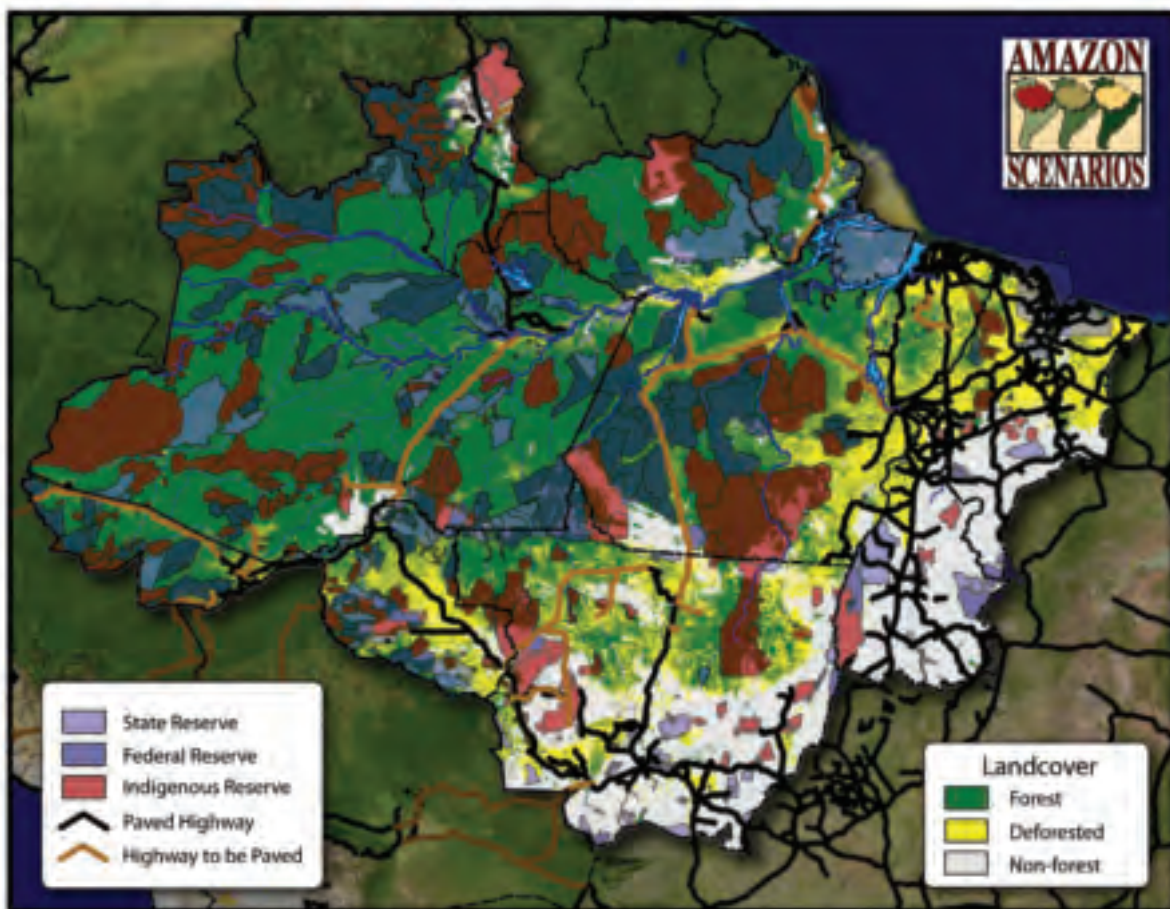 AMAZON
SCENARIOS
State Reserve
Federal Reserve
Indigenous Reserve
Paved Highway
Highway to be Paved
Landcover
Forest
Deforested
Non-forest